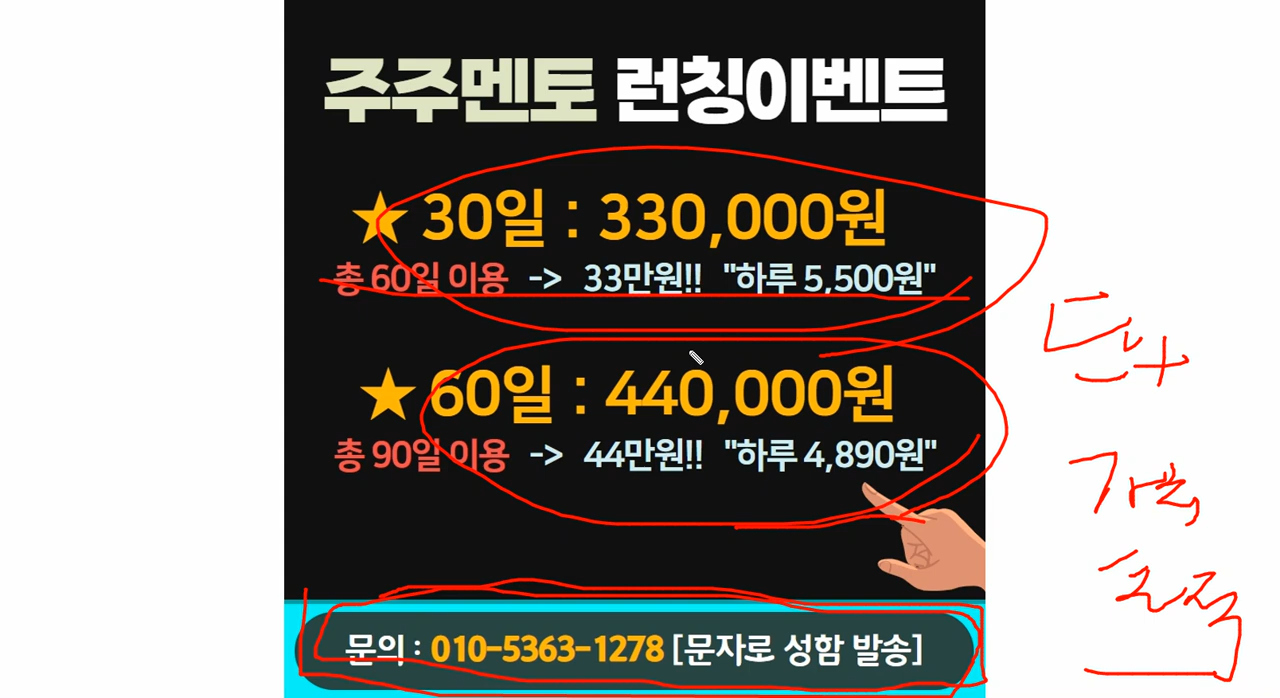 주주멘토 런칭이벤트
★ 30일 : 330,000원
총 60일 이용 -> 33만원!! "하루 5,500원"
★ 60일 : 440,000원
총 90일 이용 -> 44만원!! "하루 4,890원"
문의 : 010-5363-1278 [문자로 성함 발송]